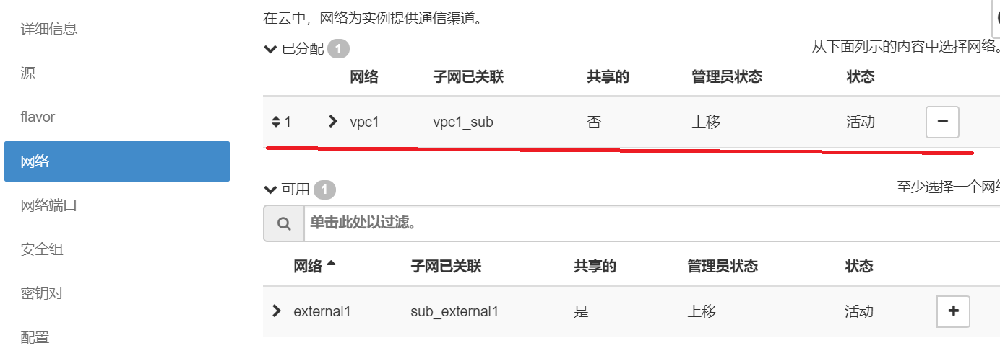 详细信息
源
flavor
网络
网络端口
安全组
密钥对
配置
在云中，网络为实例提供通信渠道。
已分配 1
从下面列示的内容中选择网络。
网络 子网已关联 共享的 管理员状态 状态
1 vpc1 vpc1_sub 否 上移 活动
可用 1
至少选择一个网络
单击此处以过滤。
网络 子网已关联 共享的 管理员状态 状态
external1 sub_external1 是 上移 活动